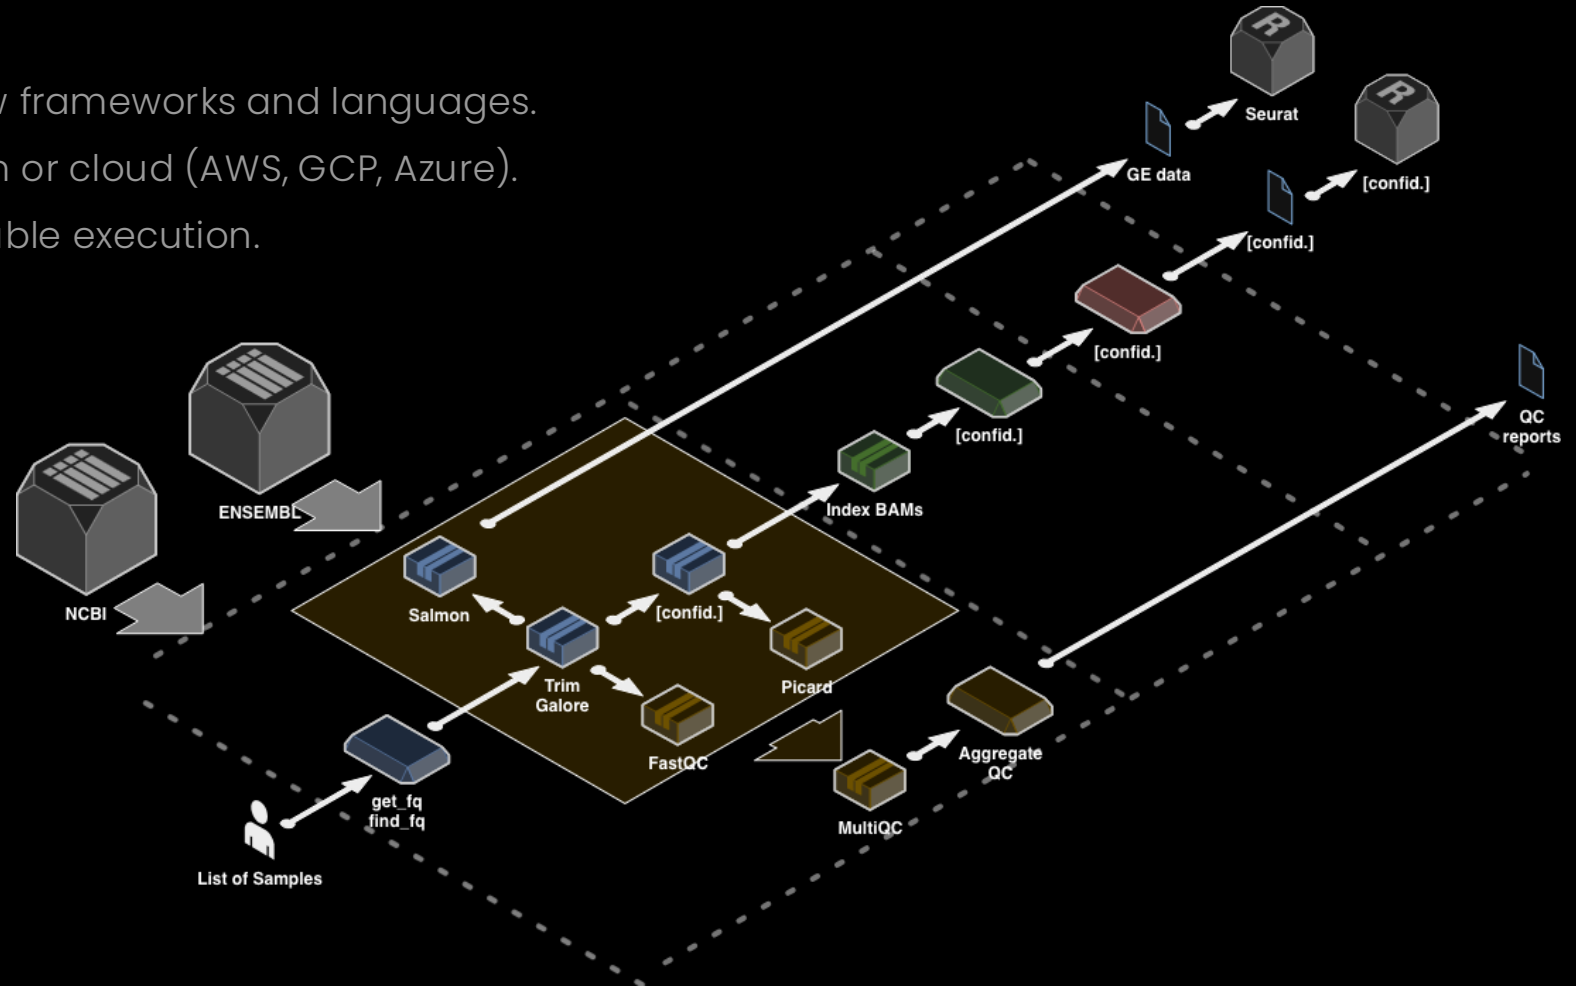 frameworks and languages.
or cloud (AWS, GCP, Azure).
execution.
R
Seurat
R
[confid.]
GE data
[confid.]
[confid.]
[confid.]
QC
reports
ENSEMBL
Index BAMs
NCBI
Salmon
[confid.]
Trim
Galore
Picard
FastQC
Aggregate
QC
get_fq
find_fq
MultiQC
List of Samples